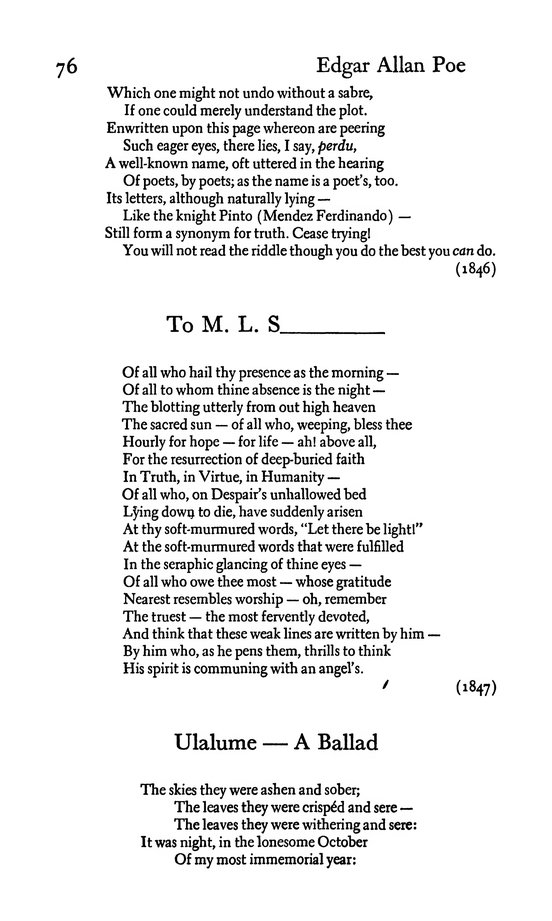 76 Edgar Allan Poe
Which one might not undo without a sabre,
If one could merely understand the plot.
Enwritten upon this page whereon are peering
Such eager eyes, there lies, I say, perdu,
A well-known name, oft uttered in the hearing
Of poets, by poets; as the name is a poet's, too.
Its letters, although naturally lying —
Like the knight Pinto (Mendez Ferdinando) —
Still form a synonym for truth. Cease trying!
You will not read the riddle though you do the best you can do.
(1846)
To M. L. S________
Of all who hail thy presence as the morning —
Of all to whom thine absence is the night —
The blotting utterly from out high heaven
The sacred sun — of all who, weeping, bless thee
Hourly for hope — for life — ah! above all,
For the resurrection of deep-buried faith
In Truth, in Virtue, in Humanity —
Of all who, on Despair's unhallowed bed
Lying down to die, have suddenly arisen
At thy soft-murmured words, "Let there be light!"
At the soft-murmured words that were fulfilled
In the seraphic glancing of thine eyes —
Of all who owe thee most — whose gratitude
Nearest resembles worship — oh, remember
The truest — the most fervently devoted,
And think that these weak lines are written by him —
By him who, as he pens them, thrills to think
His spirit is communing with an angel's.
(1847)
Ulalume — A Ballad
The skies they were ashen and sober;
The leaves they were crispéd and sere —
The leaves they were withering and sere:
It was night, in the lonesome October
Of my most immemorial year: